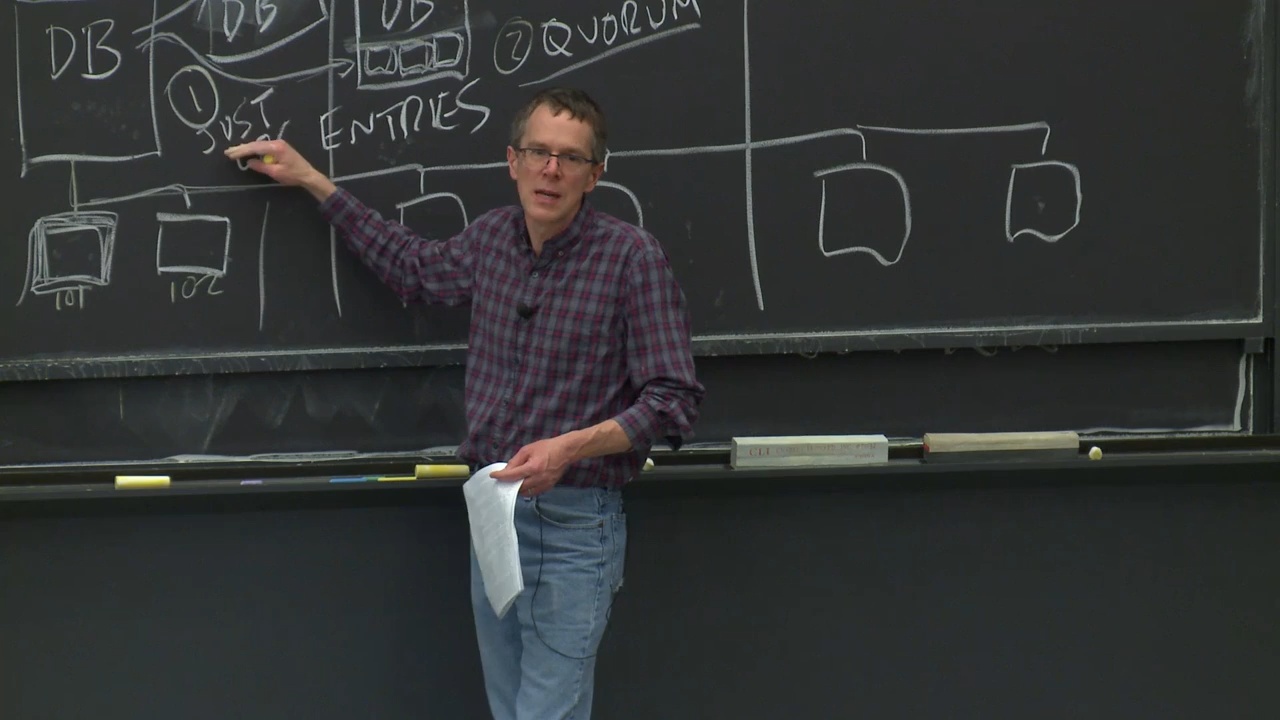 DB
DB
DB
② QUORUM
① JUST
ENTRIES
101
102